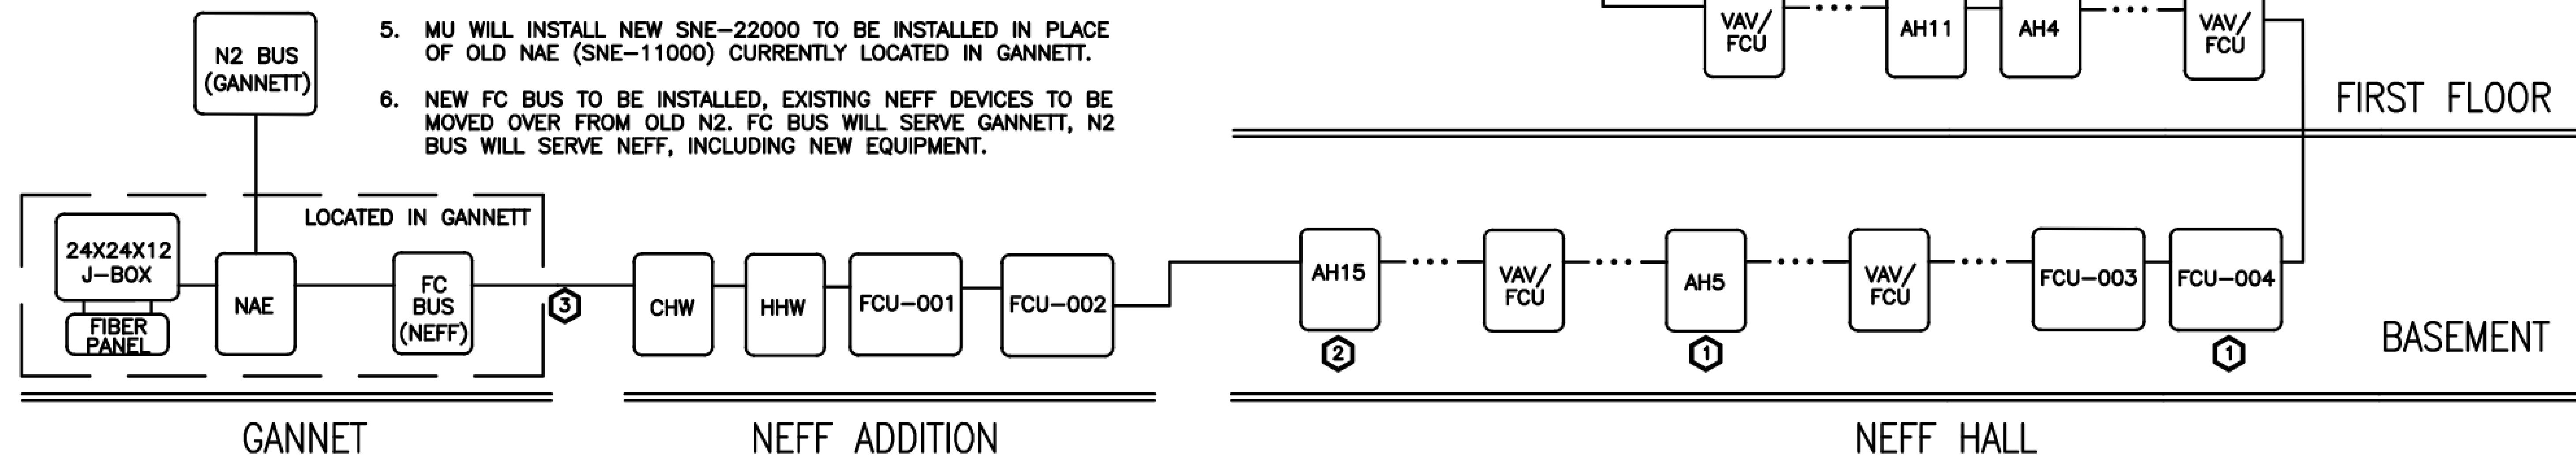 5. MU WILL INSTALL NEW SNE-22000 TO BE INSTALLED IN PLACE
OF OLD NAE (SNE-11000) CURRENTLY LOCATED IN GANNETT.
6. NEW FC BUS TO BE INSTALLED, EXISTING NEFF DEVICES TO BE
MOVED OVER FROM OLD N2. FC BUS WILL SERVE GANNETT, N2
BUS WILL SERVE NEFF, INCLUDING NEW EQUIPMENT.
N2 BUS
(GANNETT)
VAV/
FCU
AH11
AH4
VAV/
FCU
FIRST FLOOR
LOCATED IN GANNETT
24X24X12
J-BOX
FIBER
PANEL
NAE
FC
BUS
(NEFF)
3
CHW
HHW
FCU-001
FCU-002
AH15
2
VAV/
FCU
AH5
1
VAV/
FCU
FCU-003
FCU-004
1
BASEMENT
GANNET
NEFF ADDITION
NEFF HALL